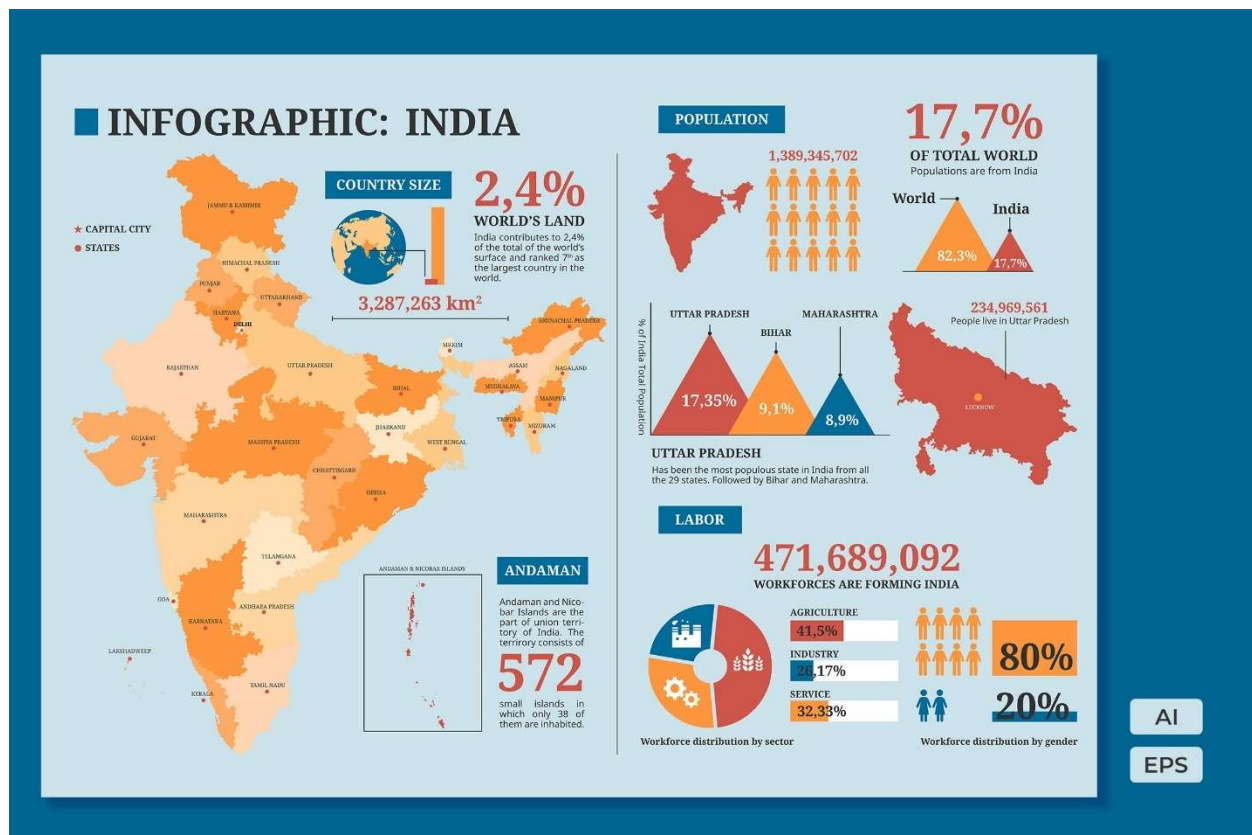 INFOGRAPHIC: INDIA
★ CAPITAL CITY
● STATES
COUNTRY SIZE
2,4%
WORLD'S LAND
India contributes to 2,4%
of the total of the world's
surface and ranked 7th as
the largest country in the
world.
3,287,263 km²
JAMMU & KASHMIR
HIMACHAL PRADESH
PUNJAB
UTTARAKHAND
HARYANA
DELHI
RAJASTHAN
UTTAR PRADESH
BIHAL
SIKKIM
ARUNACHAL PRADESH
ASSAM
NAGALAND
MEGHALAYA
MANIPUR
TRIPURA
MIZORAM
GUJARAT
MADHYA PRADESH
JHARKAND
WEST BENGAL
CHHATTISGARH
ORISSA
MAHARASHTRA
TELANGANA
GOA
KARNATAKA
ANDHARA PRADESH
LAKSHADWEEP
KERALA
TAMIL NADU
ANDAMAN & NICOBAR ISLANDS
ANDAMAN
Andaman and Nico-
bar Islands are the
part of union terri-
tory of India. The
terrirory consists of
572
small islands in
which only 38 of
them are inhabited.
POPULATION
1,389,345,702
17,7%
OF TOTAL WORLD
Populations are from India
World
India
82,3%
17,7%
% of India Total Population
UTTAR PRADESH
BIHAR
MAHARASHTRA
17,35%
9,1%
8,9%
234,969,561
People live in Uttar Pradesh
LUCKNOW
UTTAR PRADESH
Has been the most populous state in India from all
the 29 states. Followed by Bihar and Maharashtra.
LABOR
471,689,092
WORKFORCES ARE FORMING INDIA
AGRICULTURE
41,5%
INDUSTRY
26,17%
SERVICE
32,33%
80%
20%
Workforce distribution by sector
Workforce distribution by gender
AI
EPS